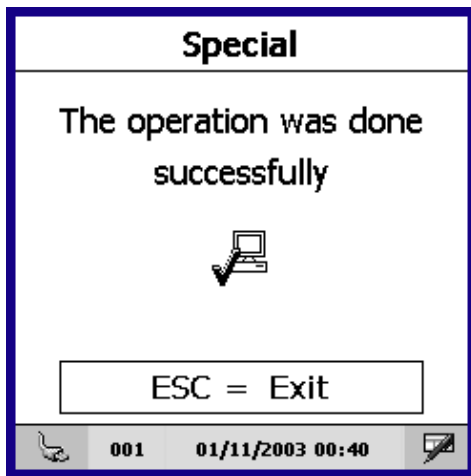 Special
The operation was done
successfully
ESC = Exit
001 01/11/2003 00:40